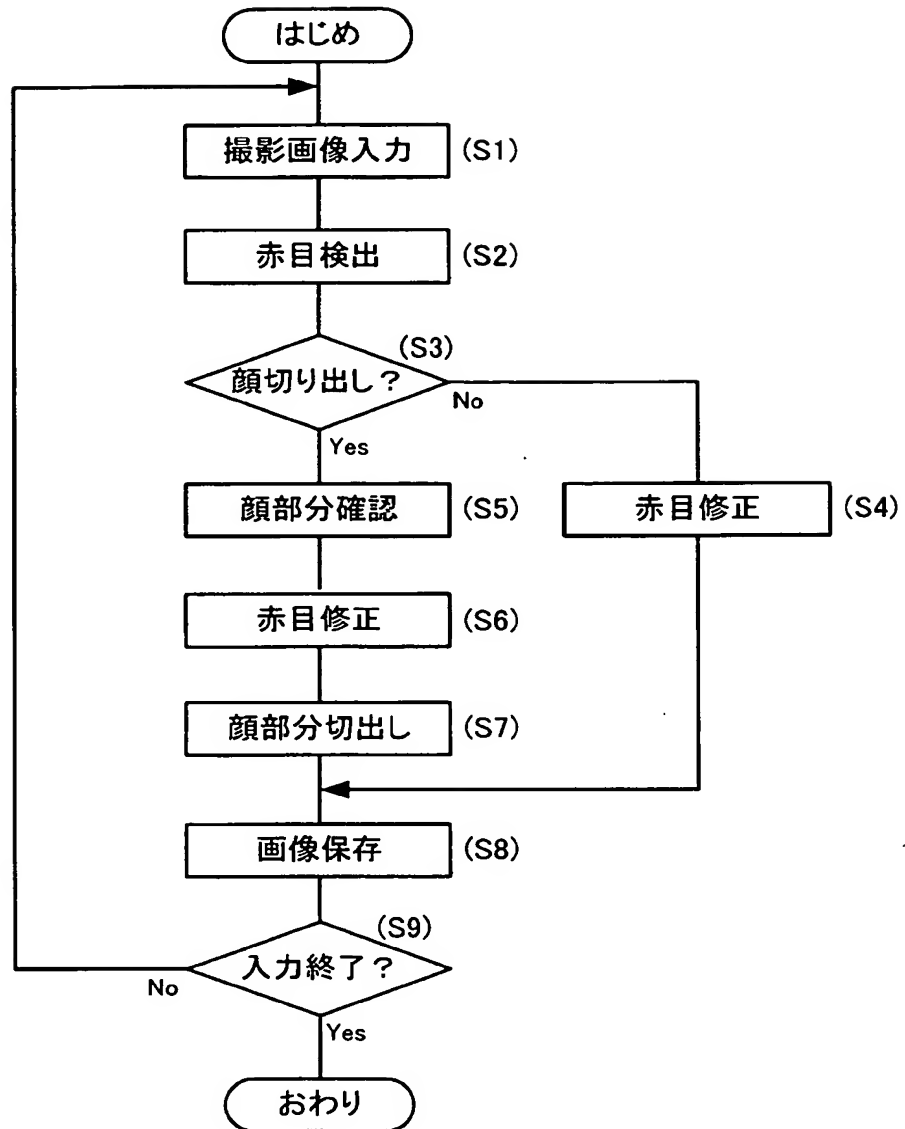 はじめ
撮影画像入力 (S1)
赤目検出 (S2)
(S3)
顔切り出し？
No
Yes
顔部分確認 (S5)
赤目修正 (S4)
赤目修正 (S6)
顔部分切出し (S7)
画像保存 (S8)
(S9)
入力終了？
No
Yes
おわり